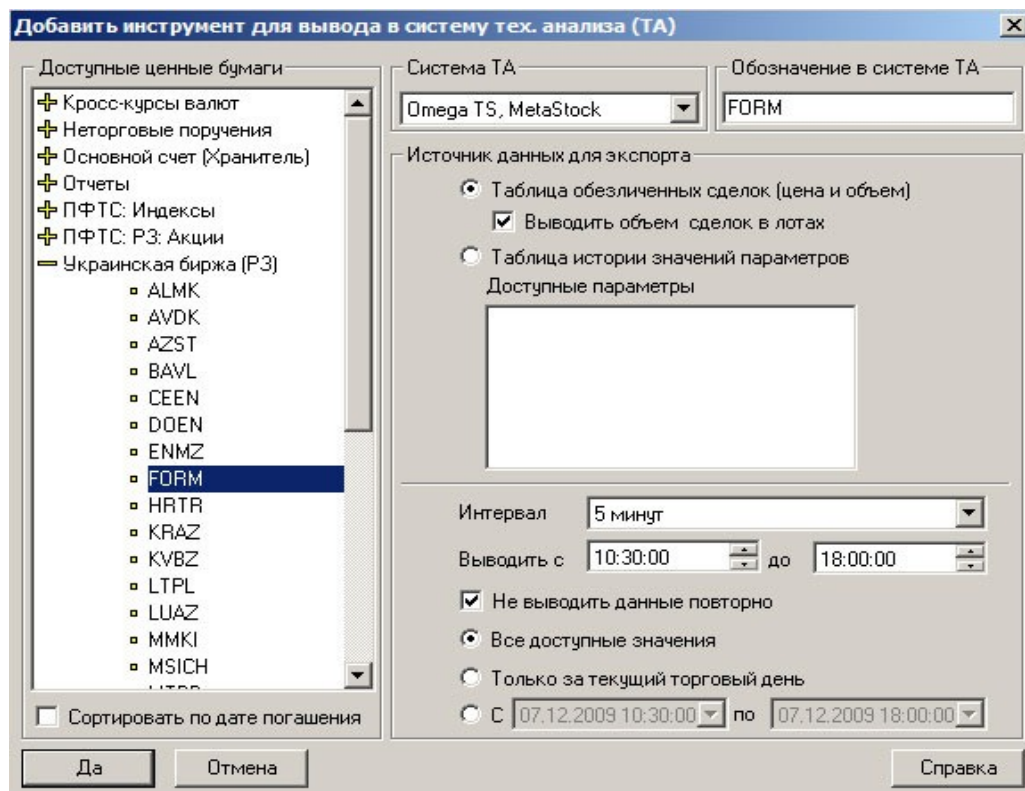 Добавить инструмент для вывода в систему тех. анализа (ТА)
Доступные ценные бумаги
Кросс-курсы валют
Неторговые поручения
Основной счет (Хранитель)
Отчеты
ПФТС: Индексы
ПФТС: РЗ: Акции
Украинская биржа (РЗ)
ALMK
AVDK
AZST
BAVL
CEEN
DOEN
ENMZ
FORM
HRTR
KRAZ
KVBZ
LTPL
LUAZ
MMKI
MSICH
Сортировать по дате погашения
Система ТА
Omega TS, MetaStock
Обозначение в системе ТА
FORM
Источник данных для экспорта
Таблица обезличенных сделок (цена и объем)
Выводить объем сделок в лотах
Таблица истории значений параметров
Доступные параметры
Интервал 5 минут
Выводить с 10:30:00 до 18:00:00
Не выводить данные повторно
Все доступные значения
Только за текущий торговый день
С 07.12.2009 10:30:00 по 07.12.2009 18:00:00
Да Отмена Справка